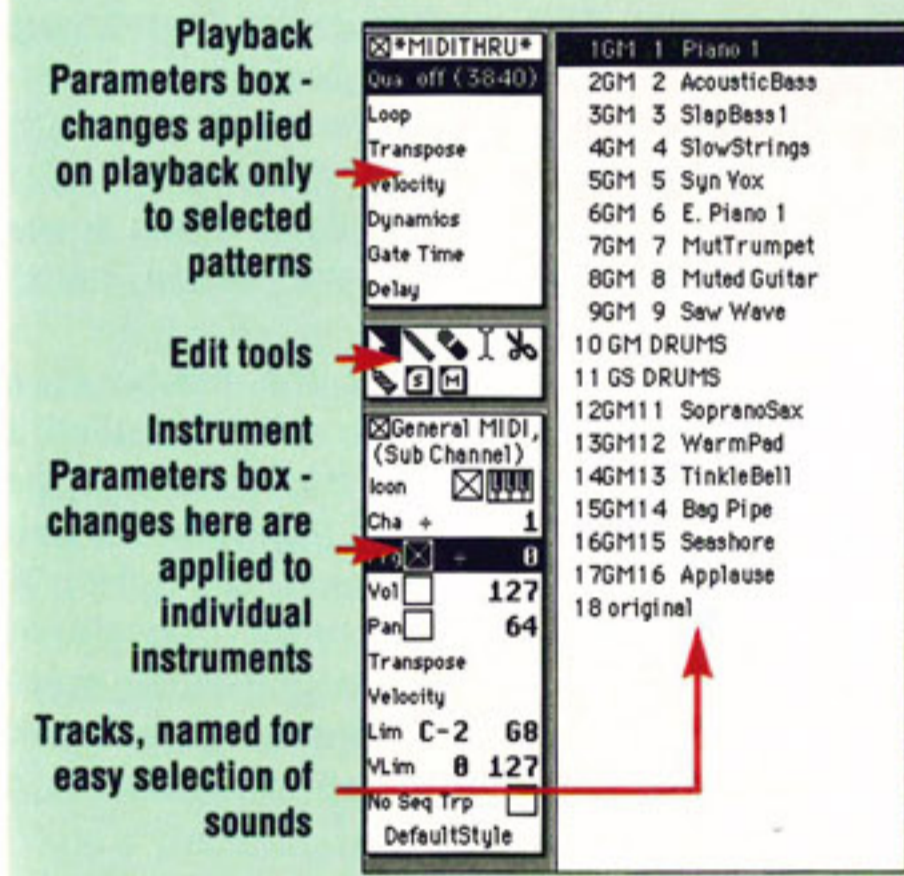 Playback
Parameters box -
changes applied
on playback only
to selected
patterns
Edit tools
Instrument
Parameters box -
changes here are
applied to
individual
instruments
Tracks, named for
easy selection of
sounds
*MIDITHRU*
Qua off (3840)
Loop
Transpose
Velocity
Dynamics
Gate Time
Delay
S M
General MIDI,
(Sub Channel)
Icon
Cha ÷ 1
÷ 0
Vol 127
Pan 64
Transpose
Velocity
Lim C-2 G8
VLim 0 127
No Seq Trp
DefaultStyle
1GM 1 Piano 1
2GM 2 AcousticBass
3GM 3 SlapBass1
4GM 4 SlowStrings
5GM 5 Syn Vox
6GM 6 E. Piano 1
7GM 7 MutTrumpet
8GM 8 Muted Guitar
9GM 9 Saw Wave
10 GM DRUMS
11 GS DRUMS
12GM11 SopranoSax
13GM12 WarmPad
14GM13 TinkleBell
15GM14 Bag Pipe
16GM15 Seashore
17GM16 Applause
18 original